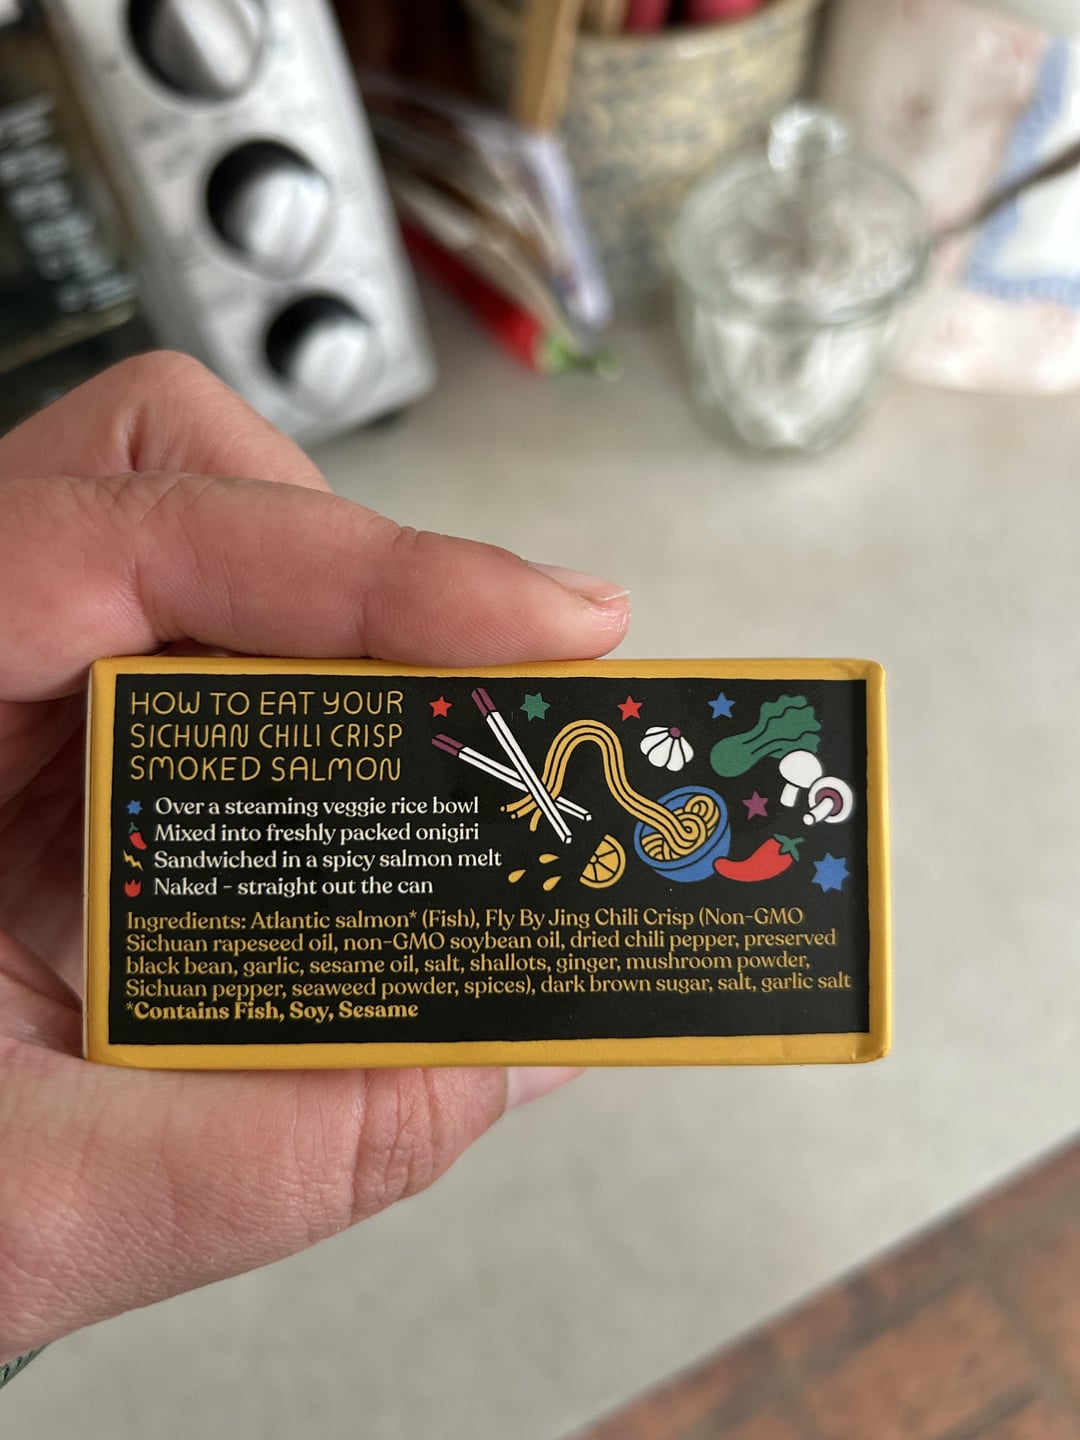 HOW TO EAT YOUR
SICHUAN CHILI CRISP
SMOKED SALMON
Over a steaming veggie rice bowl
Mixed into freshly packed onigiri
Sandwiched in a spicy salmon melt
Naked - straight out the can
Ingredients: Atlantic salmon* (Fish), Fly By Jing Chili Crisp (Non-GMO
Sichuan rapeseed oil, non-GMO soybean oil, dried chili pepper, preserved
black bean, garlic, sesame oil, salt, shallots, ginger, mushroom powder,
Sichuan pepper, seaweed powder, spices), dark brown sugar, salt, garlic salt
*Contains Fish, Soy, Sesame